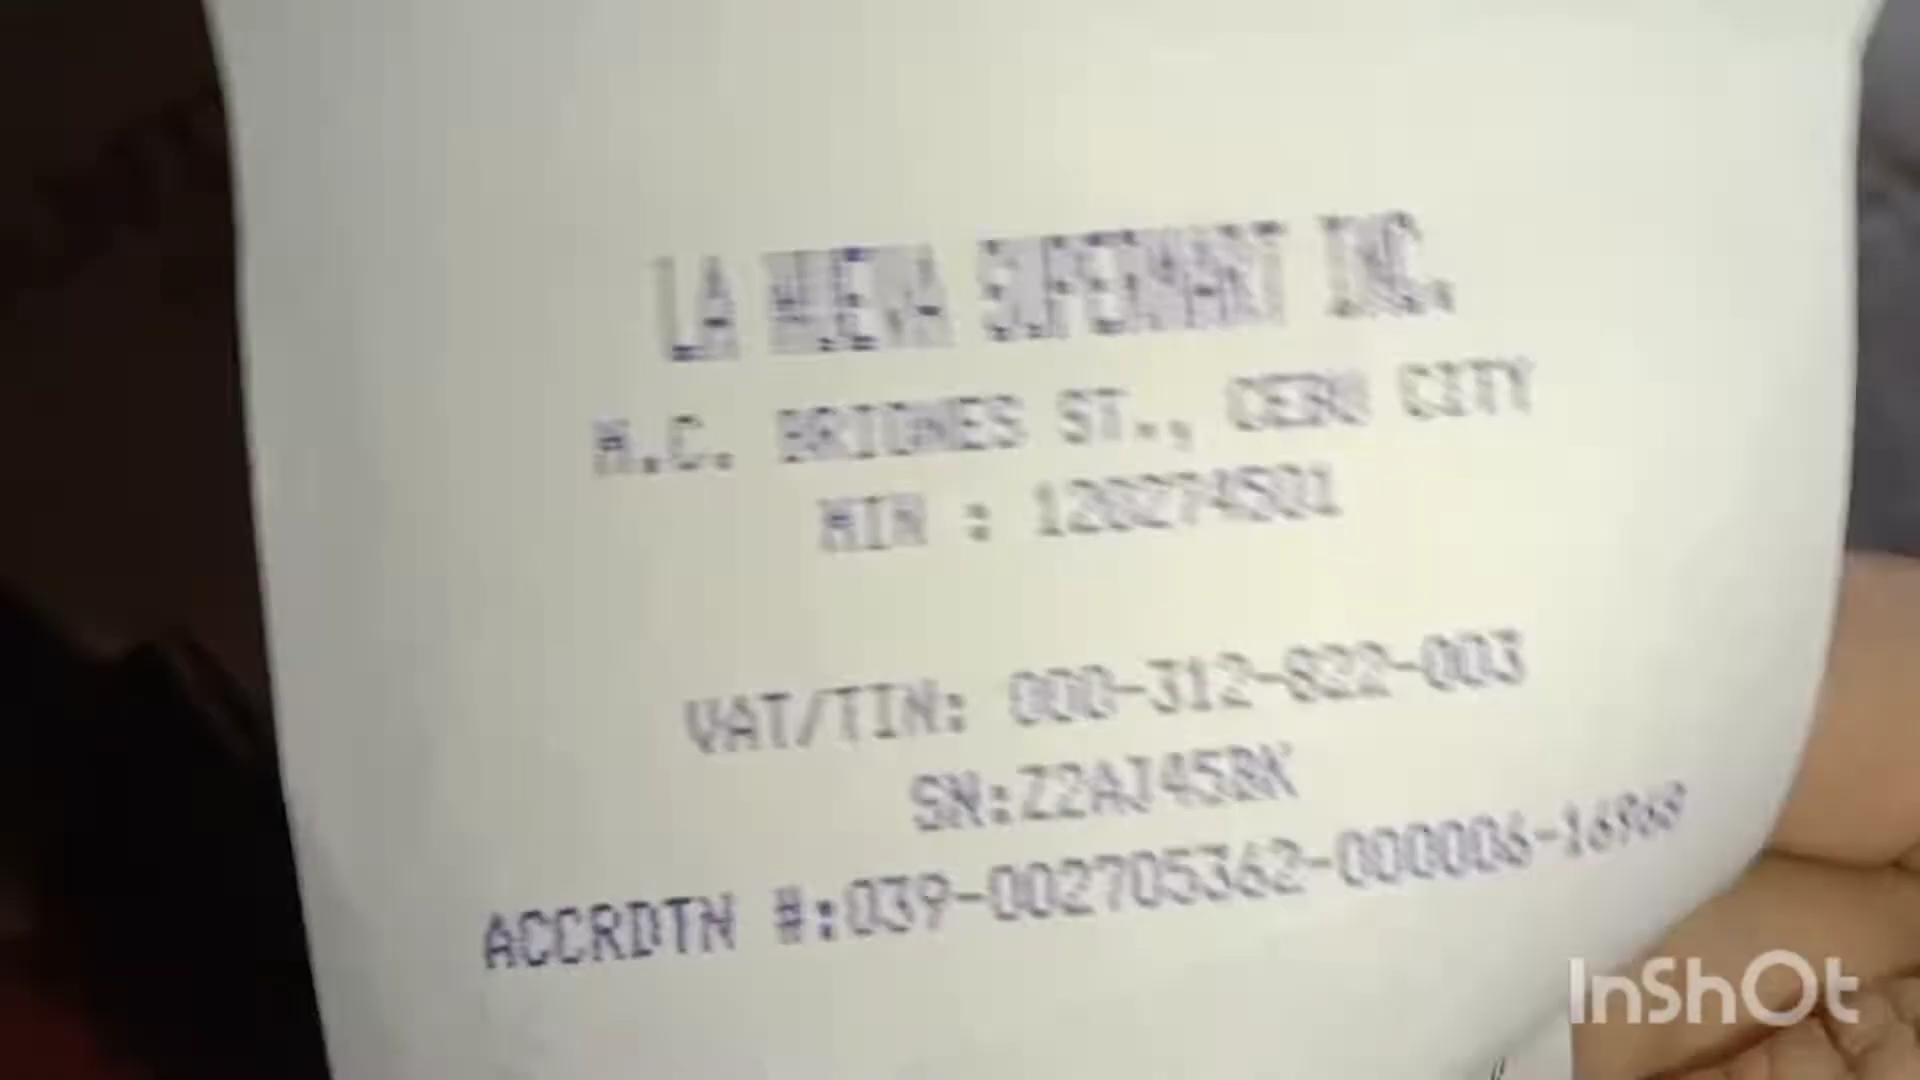 LA NUEVA SUPERMART INC.
M.C. BRIONES ST., CEBU CITY
MIN : 120274501
VAT/TIN: 000-312-822-003
SN:Z2AJ45BK
ACCRDTN #:039-002705362-000006-16968
InShOt